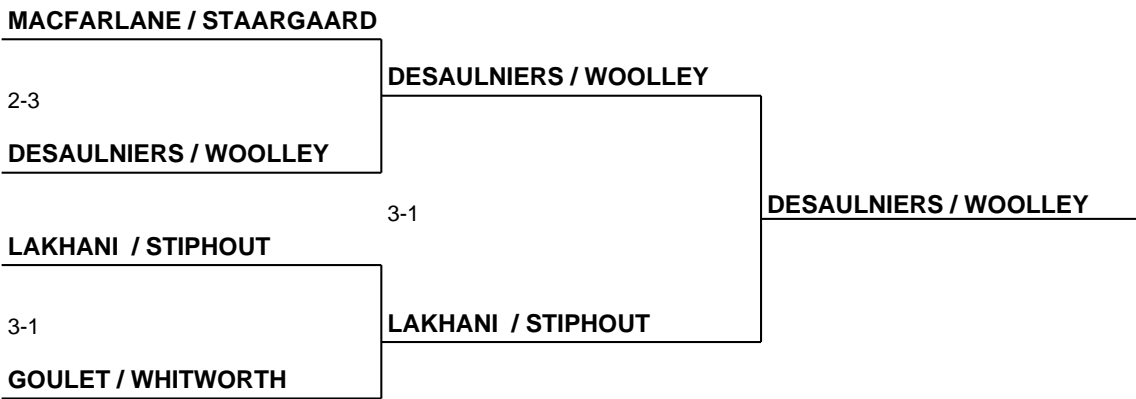 MACFARLANE / STAARGAARD
DESAULNIERS / WOOLLEY
2-3
DESAULNIERS / WOOLLEY
3-1
DESAULNIERS / WOOLLEY
LAKHANI / STIPHOUT
3-1
LAKHANI / STIPHOUT
GOULET / WHITWORTH